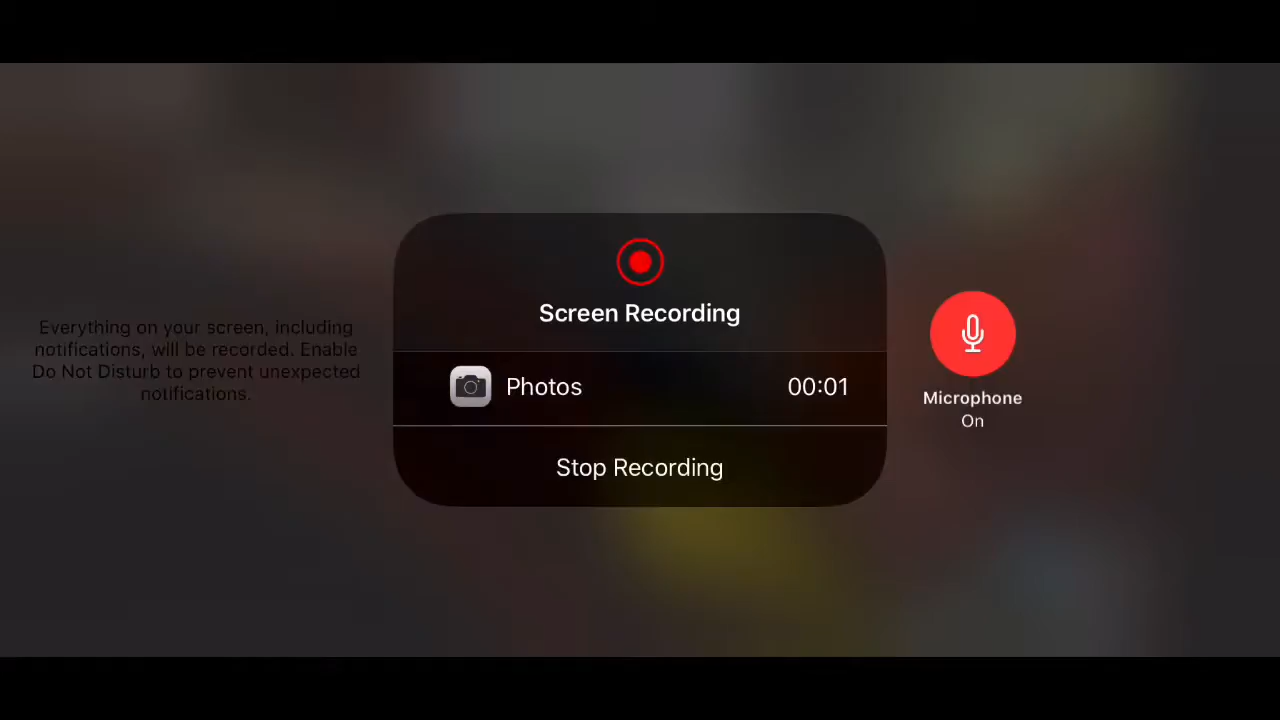 Everything on your screen, including
notifications, will be recorded. Enable
Do Not Disturb to prevent unexpected
notifications.
Screen Recording
Photos 00:01
Stop Recording
Microphone
On